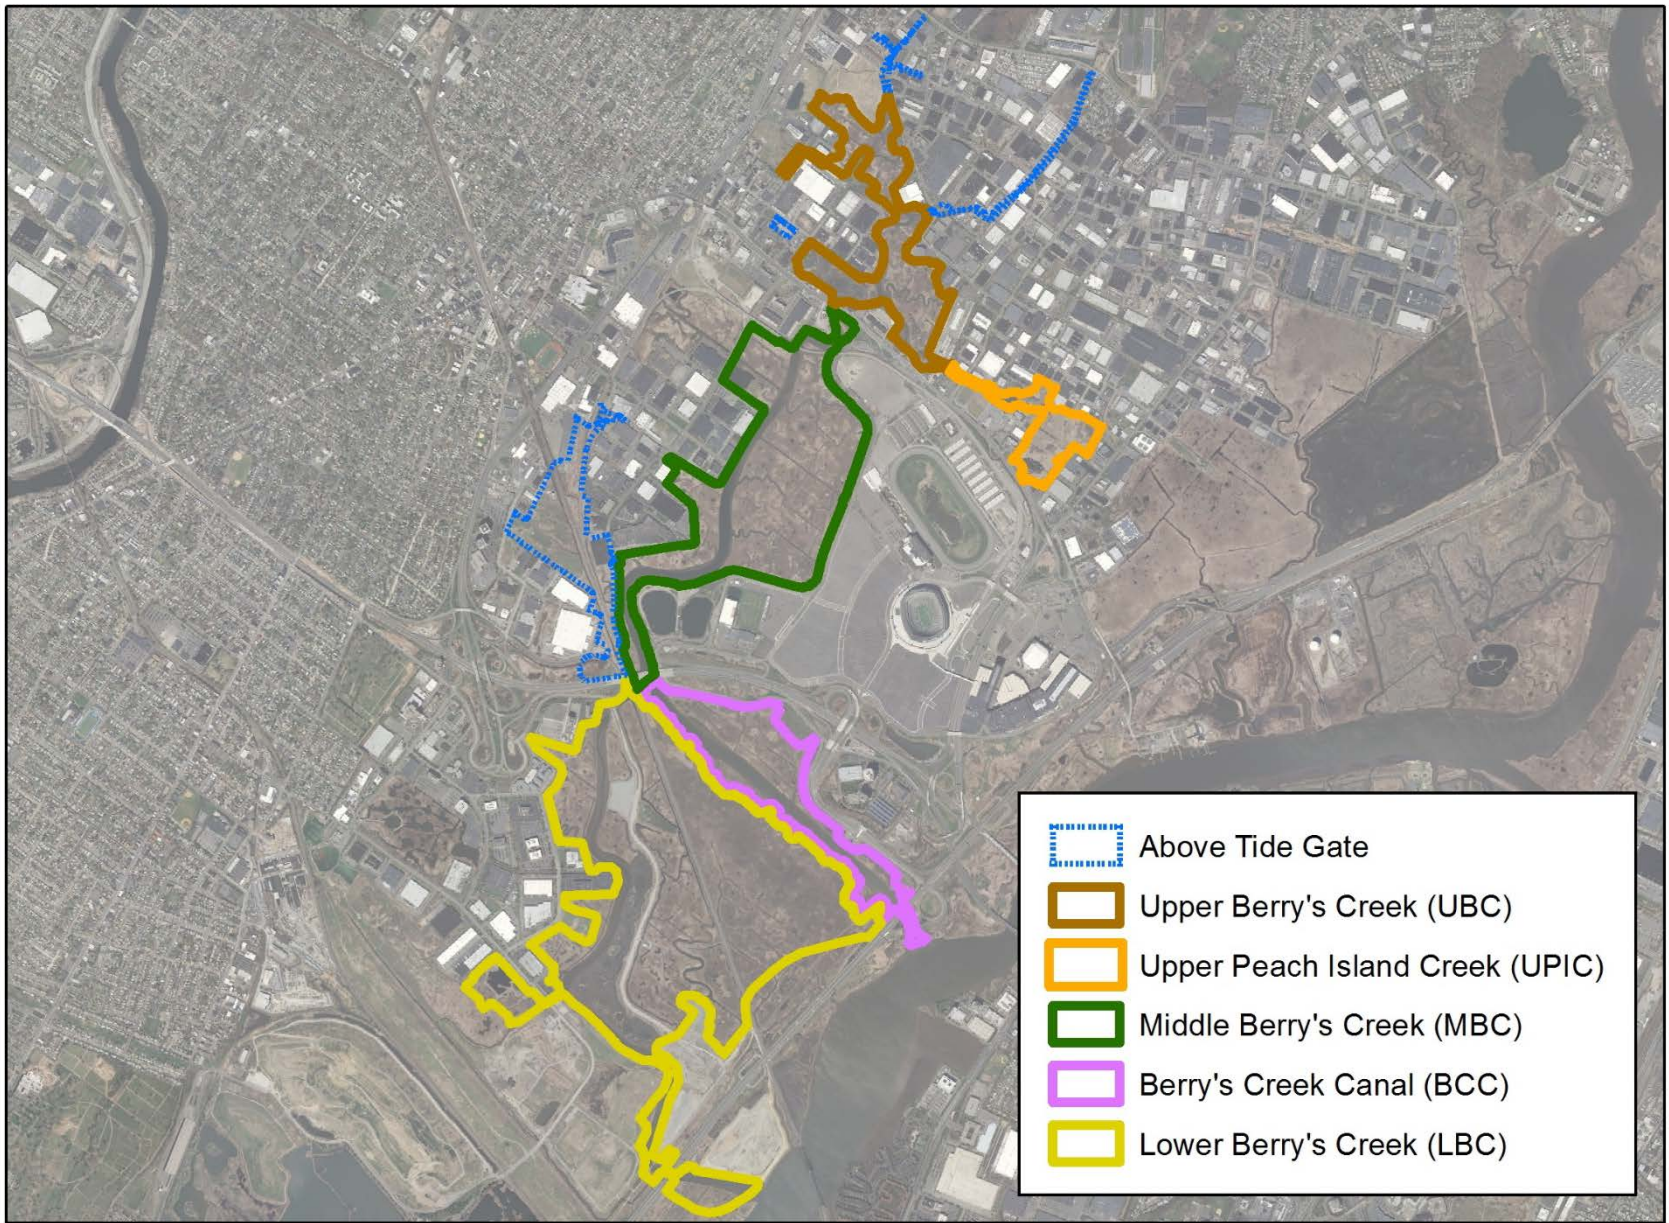 Above Tide Gate
Upper Berry's Creek (UBC)
Upper Peach Island Creek (UPIC)
Middle Berry's Creek (MBC)
Berry's Creek Canal (BCC)
Lower Berry's Creek (LBC)